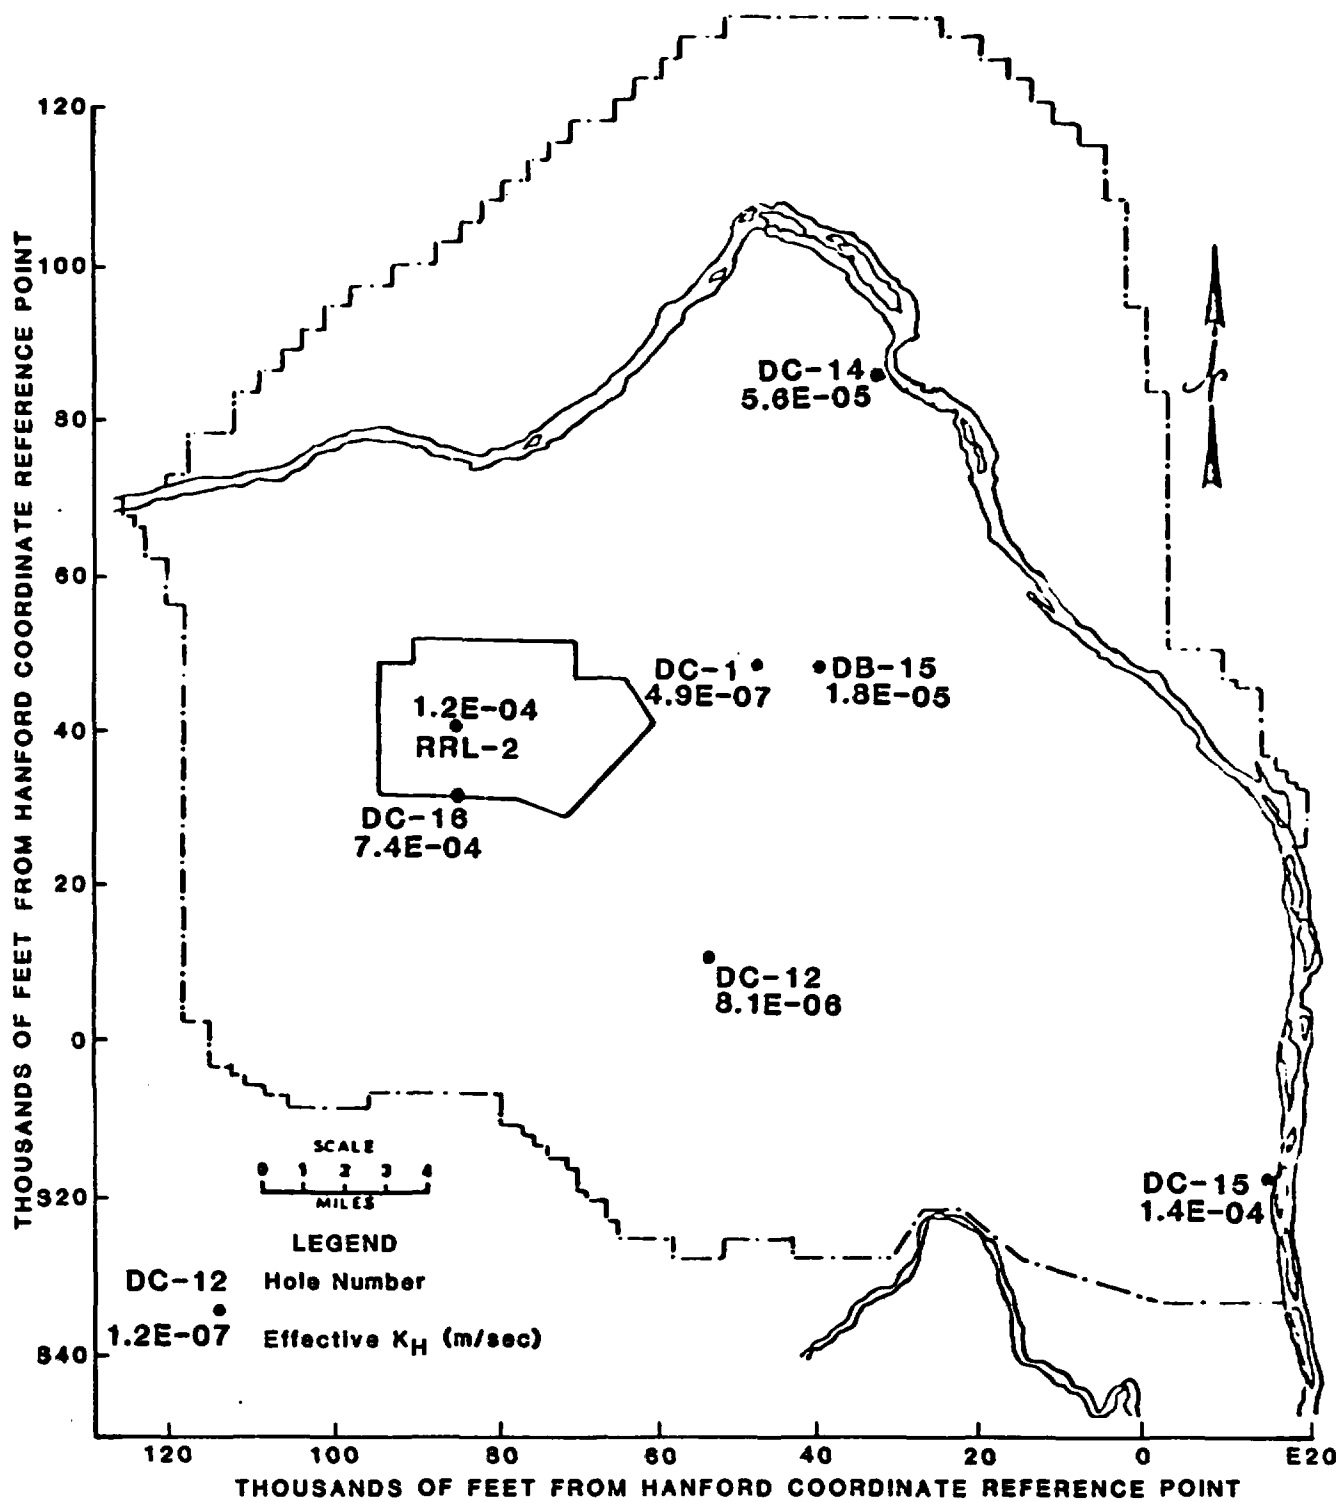 120
100
80
60
40
20
0
S20
S40
THOUSANDS OF FEET FROM HANFORD COORDINATE REFERENCE POINT
DC-14
5.6E-05
N
DC-1
4.9E-07
DB-15
1.8E-05
1.2E-04
RRL-2
DC-16
7.4E-04
DC-12
8.1E-06
DC-15
1.4E-04
SCALE
0 1 2 3 4
MILES
LEGEND
DC-12 Hole Number
1.2E-07 Effective KH (m/sec)
120 100 80 60 40 20 0 E20
THOUSANDS OF FEET FROM HANFORD COORDINATE REFERENCE POINT